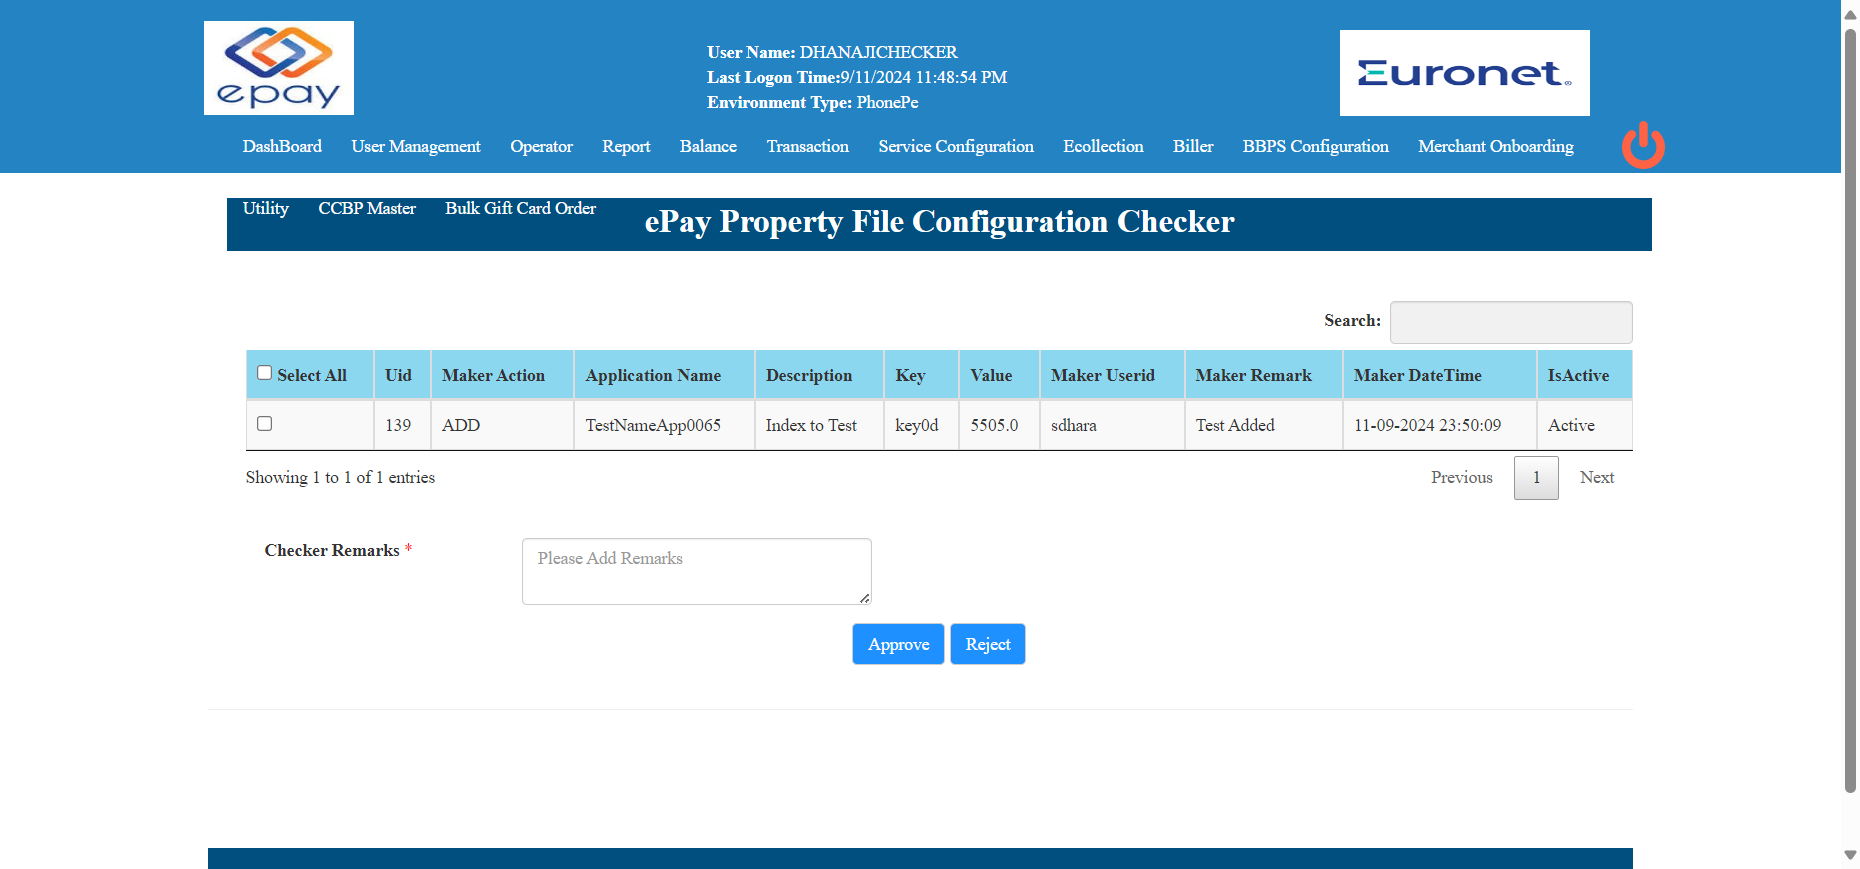 epay
User Name: DHANAJICHECKER
Last Logon Time:9/11/2024 11:48:54 PM
Environment Type: PhonePe
Euronet®
DashBoard User Management Operator Report Balance Transaction Service Configuration Ecollection Biller BBPS Configuration Merchant Onboarding
Utility CCBP Master Bulk Gift Card Order
ePay Property File Configuration Checker
Search:
Select All Uid Maker Action Application Name Description Key Value Maker Userid Maker Remark Maker DateTime IsActive
139 ADD TestNameApp0065 Index to Test key0d 5505.0 sdhara Test Added 11-09-2024 23:50:09 Active
Showing 1 to 1 of 1 entries
Previous 1 Next
Checker Remarks *
Please Add Remarks
Approve Reject